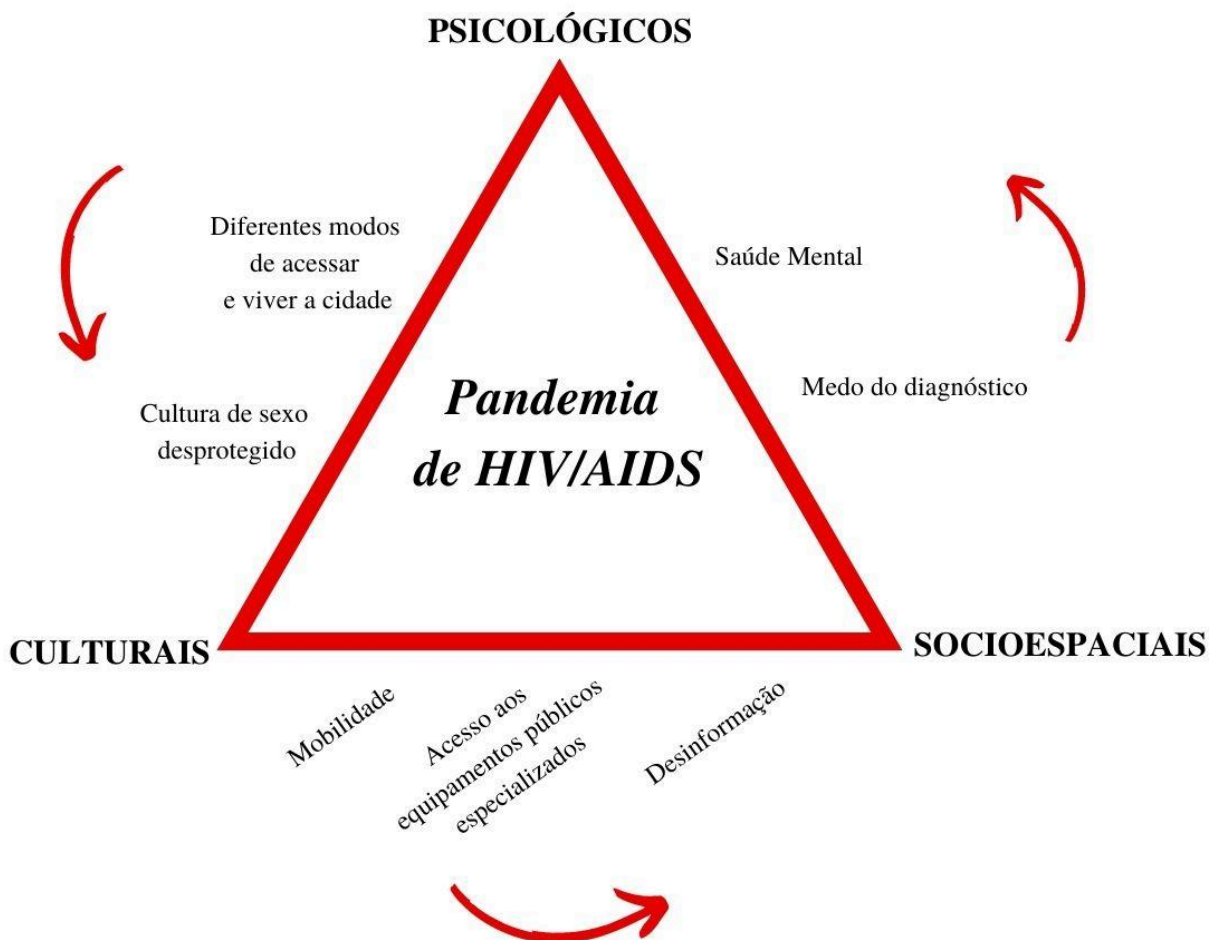 PSICOLÓGICOS
Diferentes modos
de acessar
e viver a cidade
Saúde Mental
Cultura de sexo
desprotegido
Medo do diagnóstico
Pandemia
de HIV/AIDS
CULTURAIS
SOCIOESPACIAIS
Mobilidade
Acesso aos
equipamentos públicos
especializados
Desinformação